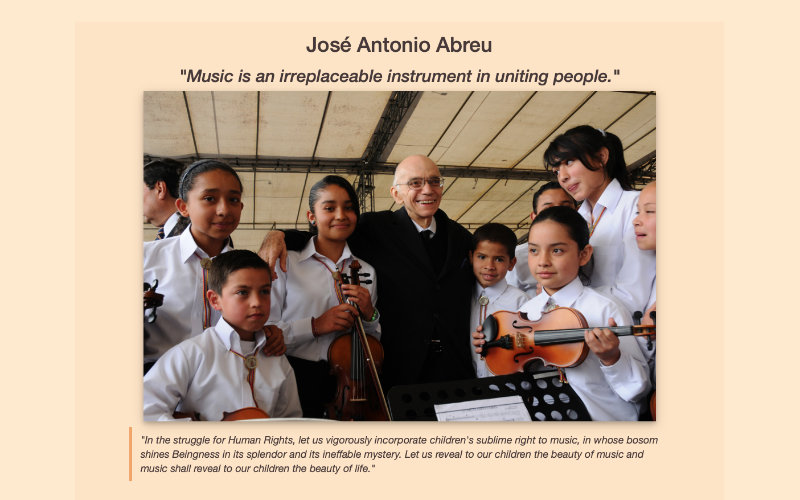 José Antonio Abreu
"Music is an irreplaceable instrument in uniting people."
"In the struggle for Human Rights, let us vigorously incorporate children's sublime right to music, in whose bosom
shines Beingness in its splendor and its ineffable mystery. Let us reveal to our children the beauty of music and
music shall reveal to our children the beauty of life."